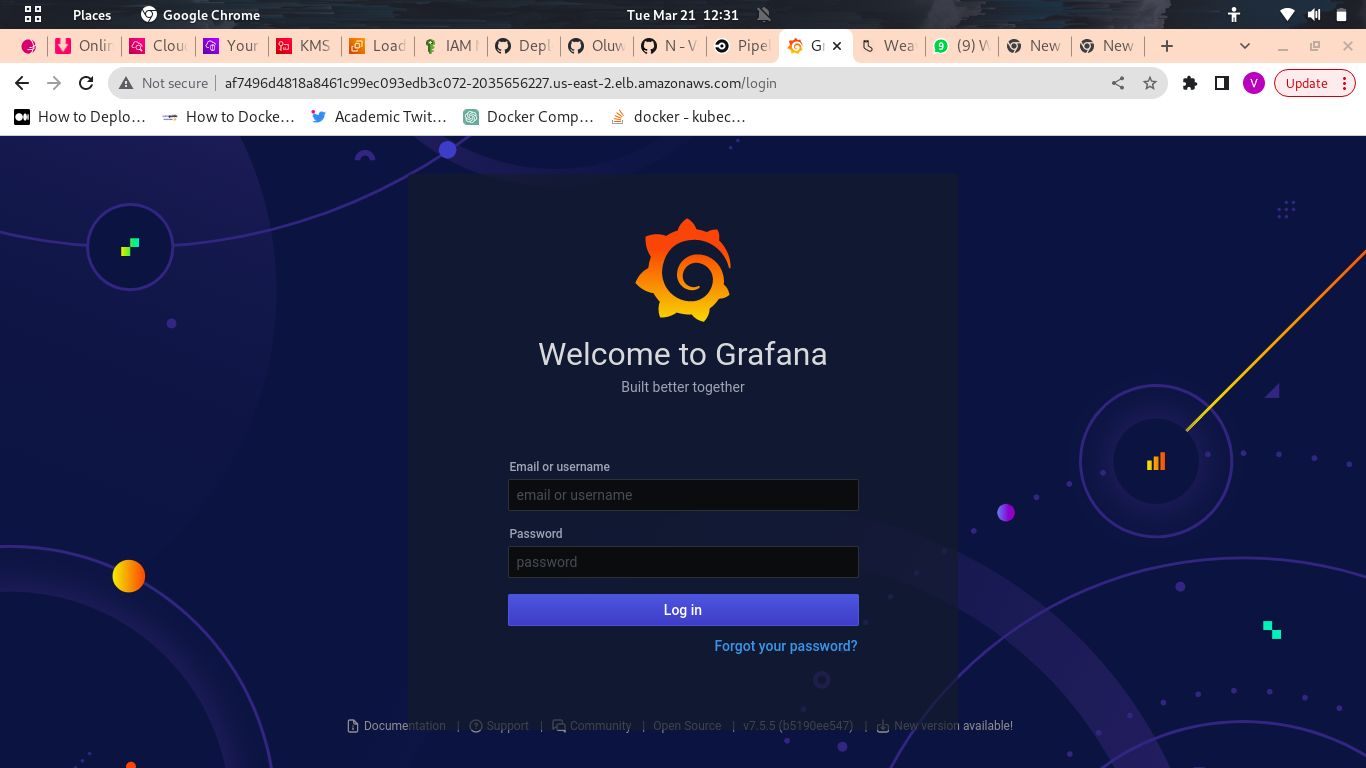 Places Google Chrome Tue Mar 21 12:31
Onlin Clou Your KMS Load IAM Depl Oluw N - V Pipel Gr Wea (9) W New New
Not secure af7496d4818a8461c99ec093edb3c072-2035656227.us-east-2.elb.amazonaws.com/login V Update
How to Deplo… How to Docke… Academic Twit… Docker Comp… docker - kubec…
Welcome to Grafana
Built better together
Email or username
email or username
Password
password
Log in
Forgot your password?
Documentation | Support | Community | Open Source | v7.5.5 (b5190ee547) | New version available!